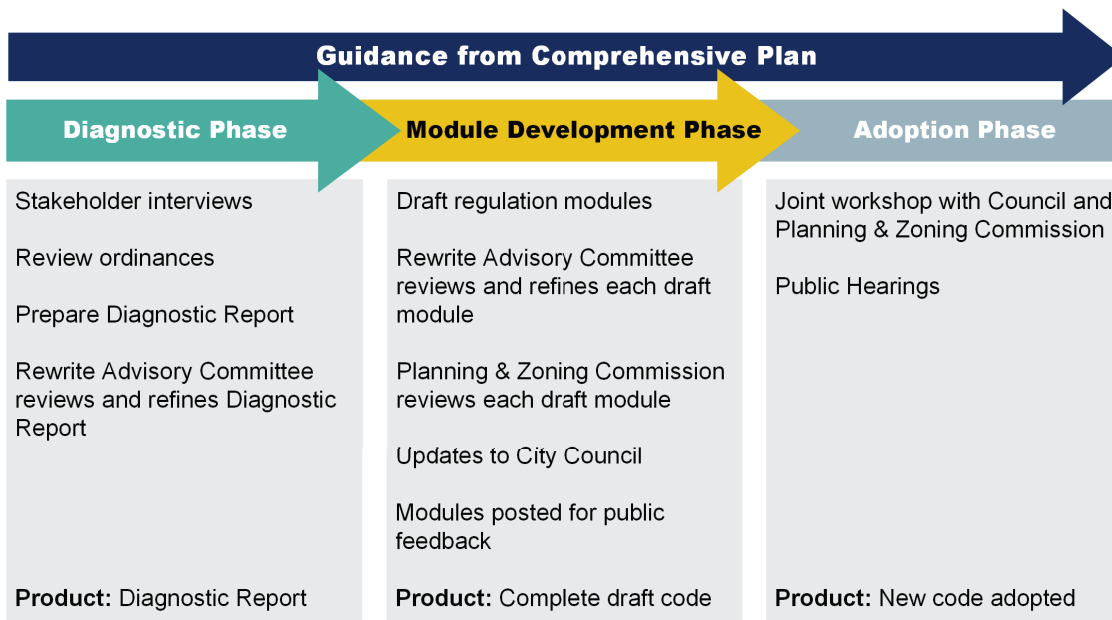 Guidance from Comprehensive Plan
Diagnostic Phase
Module Development Phase
Adoption Phase
Stakeholder interviews
Review ordinances
Prepare Diagnostic Report
Rewrite Advisory Committee
reviews and refines Diagnostic
Report
Product: Diagnostic Report
Draft regulation modules
Rewrite Advisory Committee
reviews and refines each draft
module
Planning & Zoning Commission
reviews each draft module
Updates to City Council
Modules posted for public
feedback
Product: Complete draft code
Joint workshop with Council and
Planning & Zoning Commission
Public Hearings
Product: New code adopted